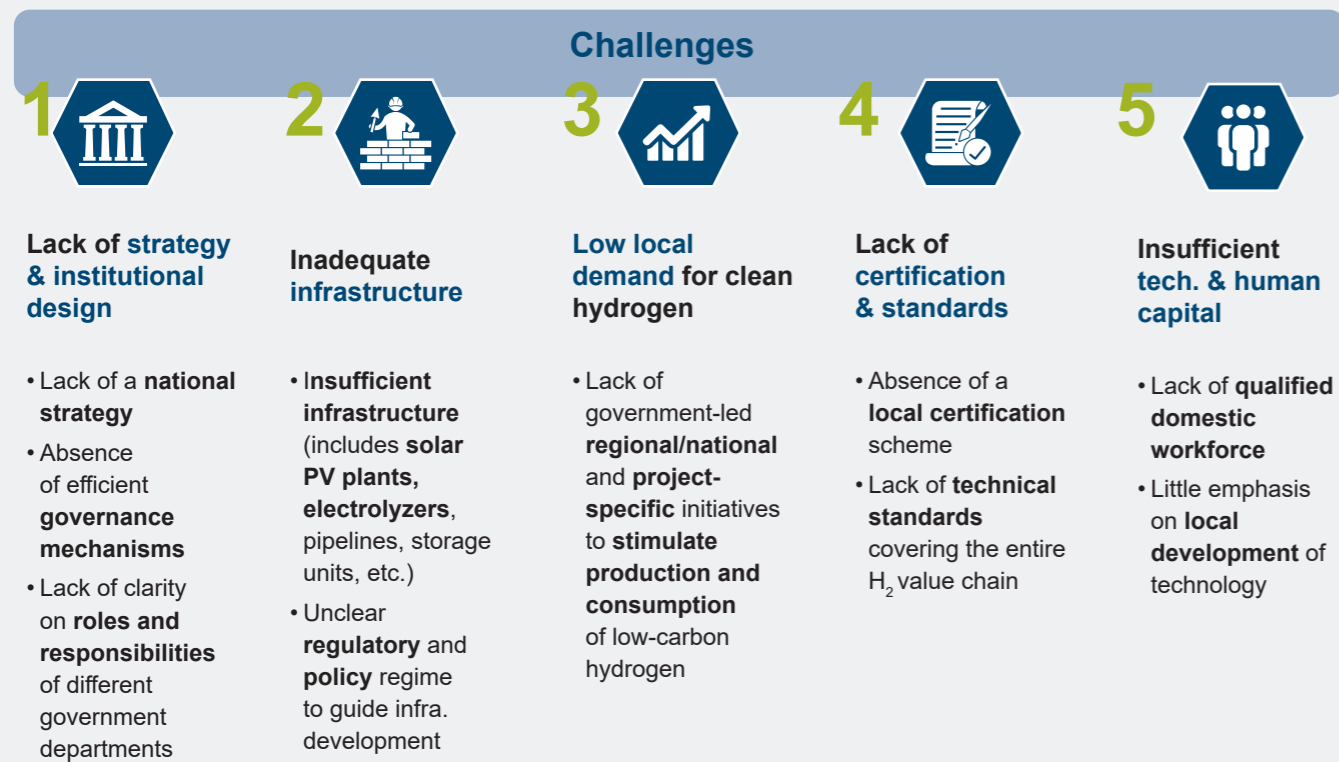 Challenges
1
2
3
4
5
Lack of strategy
& institutional
design
• Lack of a national
strategy
• Absence
of efficient
governance
mechanisms
• Lack of clarity
on roles and
responsibilities
of different
government
departments
Inadequate
infrastructure
• Insufficient
infrastructure
(includes solar
PV plants,
electrolyzers,
pipelines, storage
units, etc.)
• Unclear
regulatory and
policy regime
to guide infra.
development
Low local
demand for clean
hydrogen
• Lack of
government-led
regional/national
and project-
specific initiatives
to stimulate
production and
consumption
of low-carbon
hydrogen
Lack of
certification
& standards
• Absence of a
local certification
scheme
• Lack of technical
standards
covering the entire
H₂ value chain
Insufficient
tech. & human
capital
• Lack of qualified
domestic
workforce
• Little emphasis
on local
development of
technology